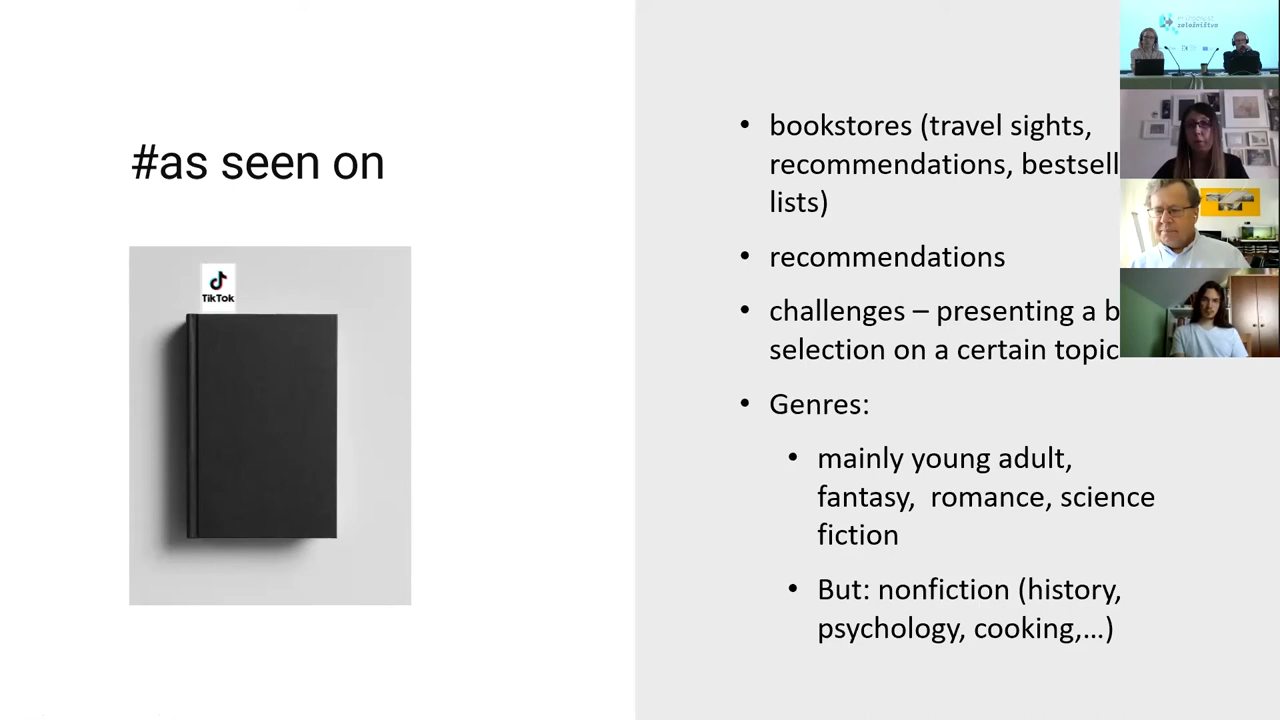 #as seen on
TikTok
• bookstores (travel sights,
recommendations, bestsell
lists)
• recommendations
• challenges – presenting a b
selection on a certain topic
• Genres:
• mainly young adult,
fantasy,  romance, science
fiction
• But: nonfiction (history,
psychology, cooking,...)
založništva